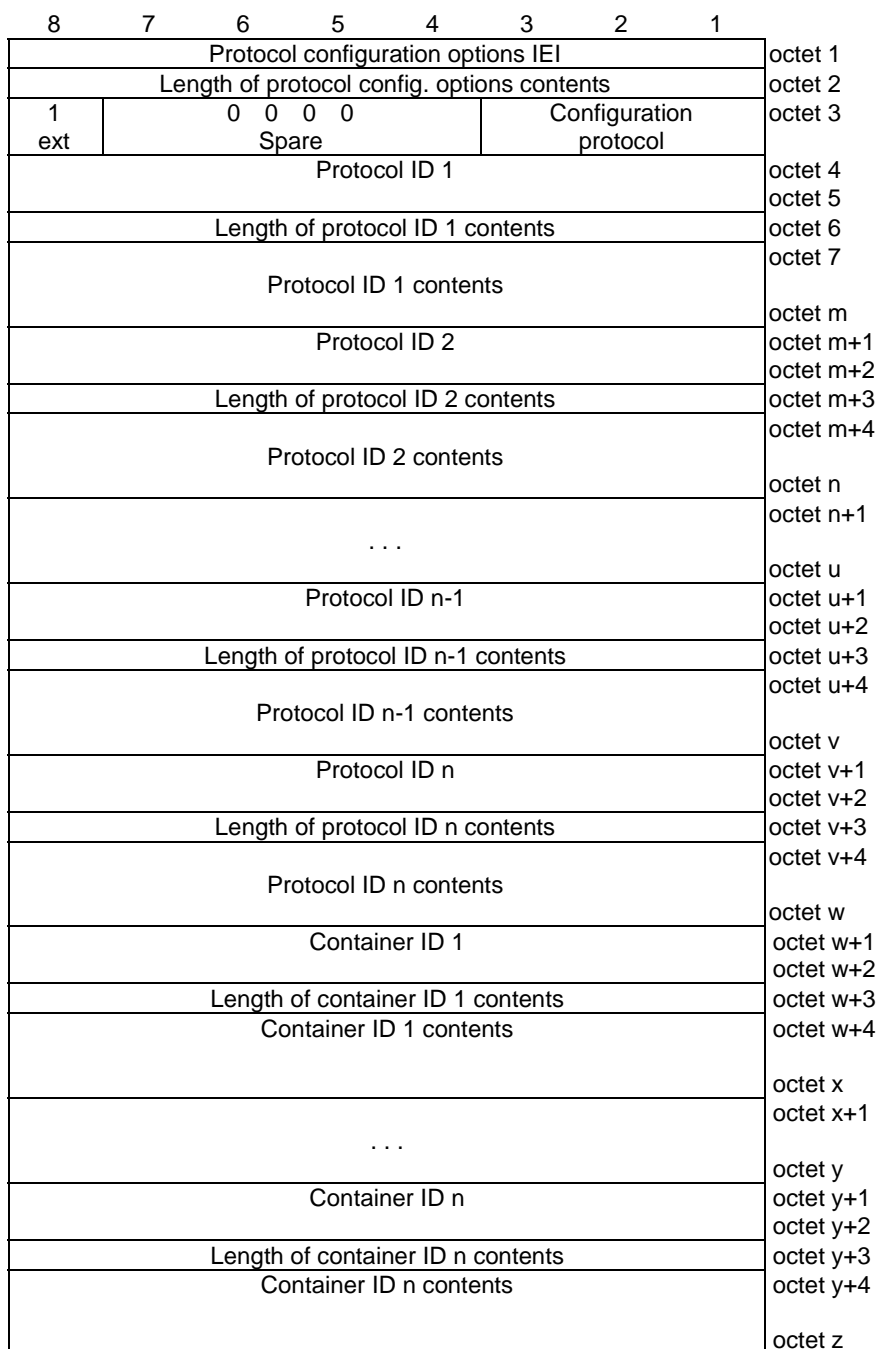 8 7 6 5 4 3 2 1
Protocol configuration options IEI octet 1
Length of protocol config. options contents octet 2
1 0 0 0 0 Configuration octet 3
ext Spare protocol
Protocol ID 1 octet 4
octet 5
Length of protocol ID 1 contents octet 6
octet 7
Protocol ID 1 contents
octet m
Protocol ID 2 octet m+1
octet m+2
Length of protocol ID 2 contents octet m+3
octet m+4
Protocol ID 2 contents
octet n
octet n+1
. . .
octet u
Protocol ID n-1 octet u+1
octet u+2
Length of protocol ID n-1 contents octet u+3
octet u+4
Protocol ID n-1 contents
octet v
Protocol ID n octet v+1
octet v+2
Length of protocol ID n contents octet v+3
octet v+4
Protocol ID n contents
octet w
Container ID 1 octet w+1
octet w+2
Length of container ID 1 contents octet w+3
Container ID 1 contents octet w+4
octet x
octet x+1
. . .
octet y
Container ID n octet y+1
octet y+2
Length of container ID n contents octet y+3
Container ID n contents octet y+4
octet z